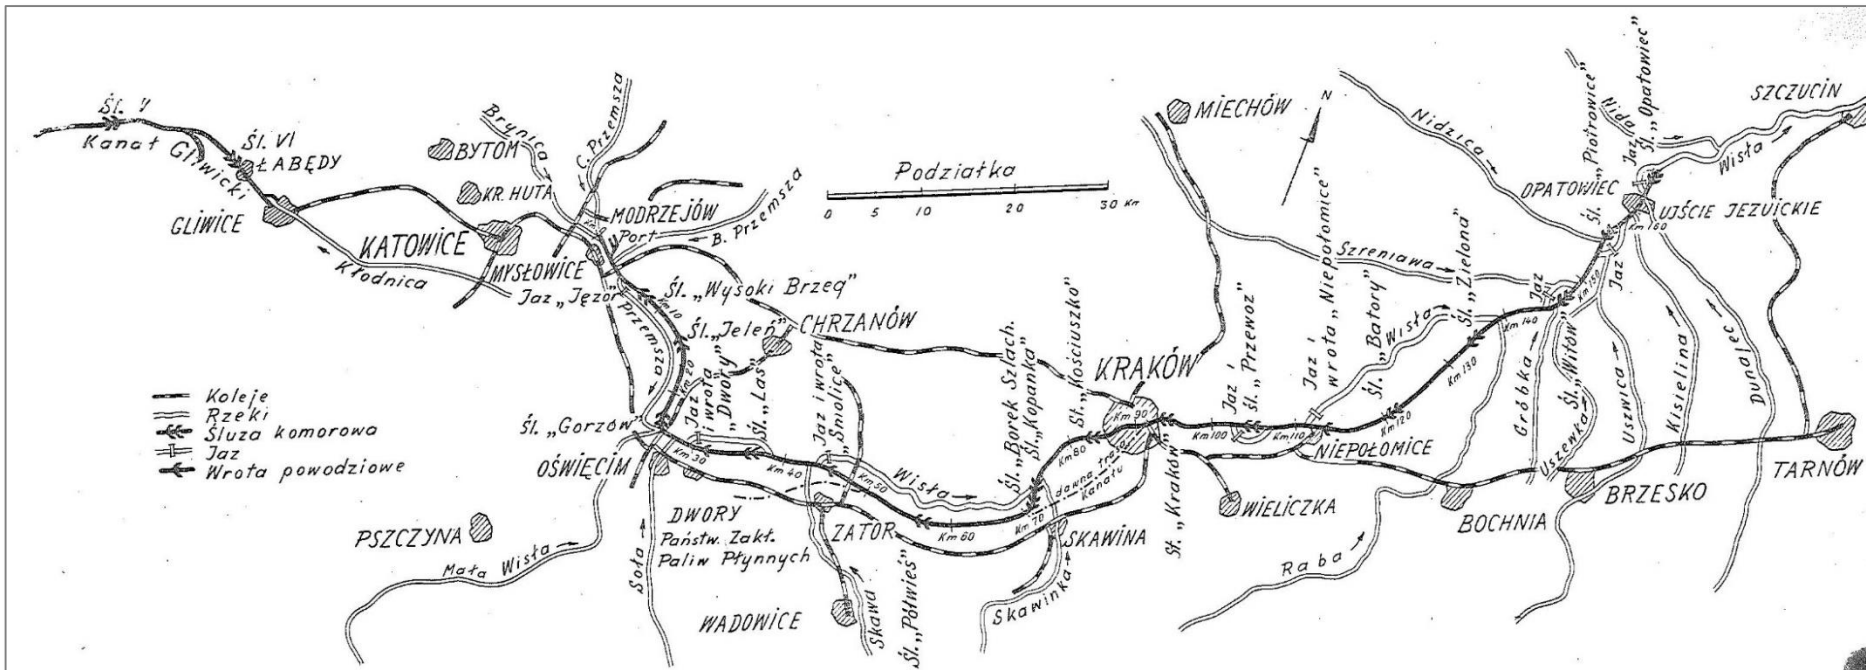 Śl. V
Kanał Gliwicki
Śl. VI
ŁABĘDY
GLIWICE
Kłodnica
BYTOM
KR. HUTA
KATOWICE
Brynica
C. Przemsza
MODRZEJÓW
Port
B. Przemsza
MYSŁOWICE
Jaz „Jęzor”
Przemsza
Śl. „Wysoki Brzeg”
Km 10
Śl. „Jeleń”
CHRZANÓW
Km 20
Podziałka
0 5 10 20 30 Km
N
MIECHÓW
Nidzica
Szreniawa
Nida
Śl. „Piotrowice”
Jaz
Śl. „Opatowiec”
SZCZUCIN
Wisła
OPATOWIEC
UJŚCIE JEZUICKIE
Km 160
Jaz
Km 150
Jaz
Km 140
Śl. „Zielona”
Km 130
Wisła
Śl. „Batory”
Km 120
Jaz i
wrota „Niepołomice”
Km 110
NIEPOŁOMICE
Jaz i
Śl. „Przewoz”
Km 100
KRAKÓW
Km 90
St. „Kraków”
St. „Kościuszko”
Km 80
Śl. „Borek Szlach.
Śl. „Kopanka”
dawna trasa
Kanału
Km 70
SKAWINA
Skawinka
Km 60
Wisła
Śl. „Półwieś”
Km 50
Jaz i wrota
„Smolice”
Km 40
Śl. „Las”
Jaz
i wrota
„Dwory”
Km 30
Śl. „Gorzów”
OŚWIĘCIM
DWORY
Państw. Zakł.
Paliw Płynnych
ZATOR
WADOWICE
Skawa
Soła
PSZCZYNA
Mała Wisła
WIELICZKA
BOCHNIA
Raba
Gróbka
Śl. „Witów”
Uszewka
Uszwica
Kisielina
Dunajec
BRZESKO
TARNÓW
Koleje
Rzeki
Śluza komorowa
Jaz
Wrota powodziowe